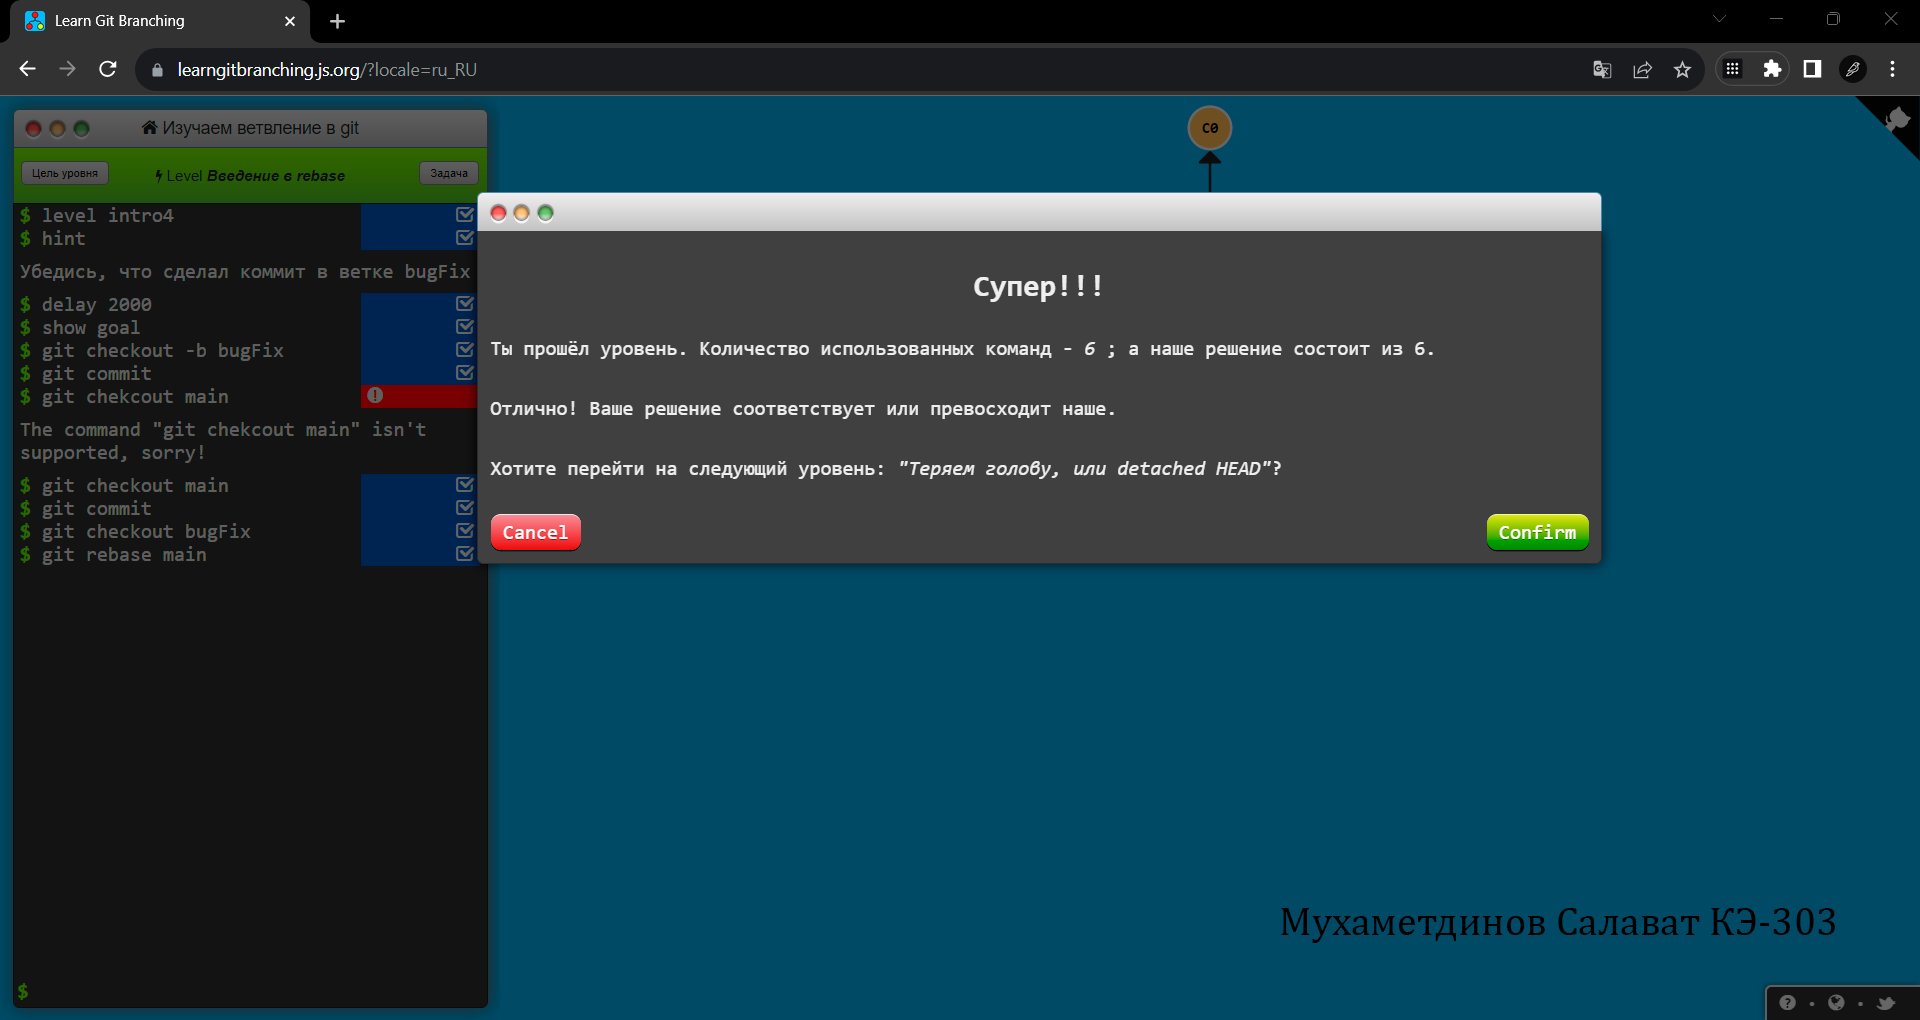 Learn Git Branching
learngitbranching.js.org/?locale=ru_RU
C0
Изучаем ветвление в git
Цель уровня
Level Введение в rebase
Задача
$ level intro4
$ hint
Убедись, что сделал коммит в ветке bugFix
$ delay 2000
$ show goal
$ git checkout -b bugFix
$ git commit
$ git chekcout main
The command "git chekcout main" isn't
supported, sorry!
$ git checkout main
$ git commit
$ git checkout bugFix
$ git rebase main
$
Супер!!!
Ты прошёл уровень. Количество использованных команд - 6 ; а наше решение состоит из 6.
Отлично! Ваше решение соответствует или превосходит наше.
Хотите перейти на следующий уровень: "Теряем голову, или detached HEAD"?
Cancel
Confirm
Мухаметдинов Салават КЭ-303